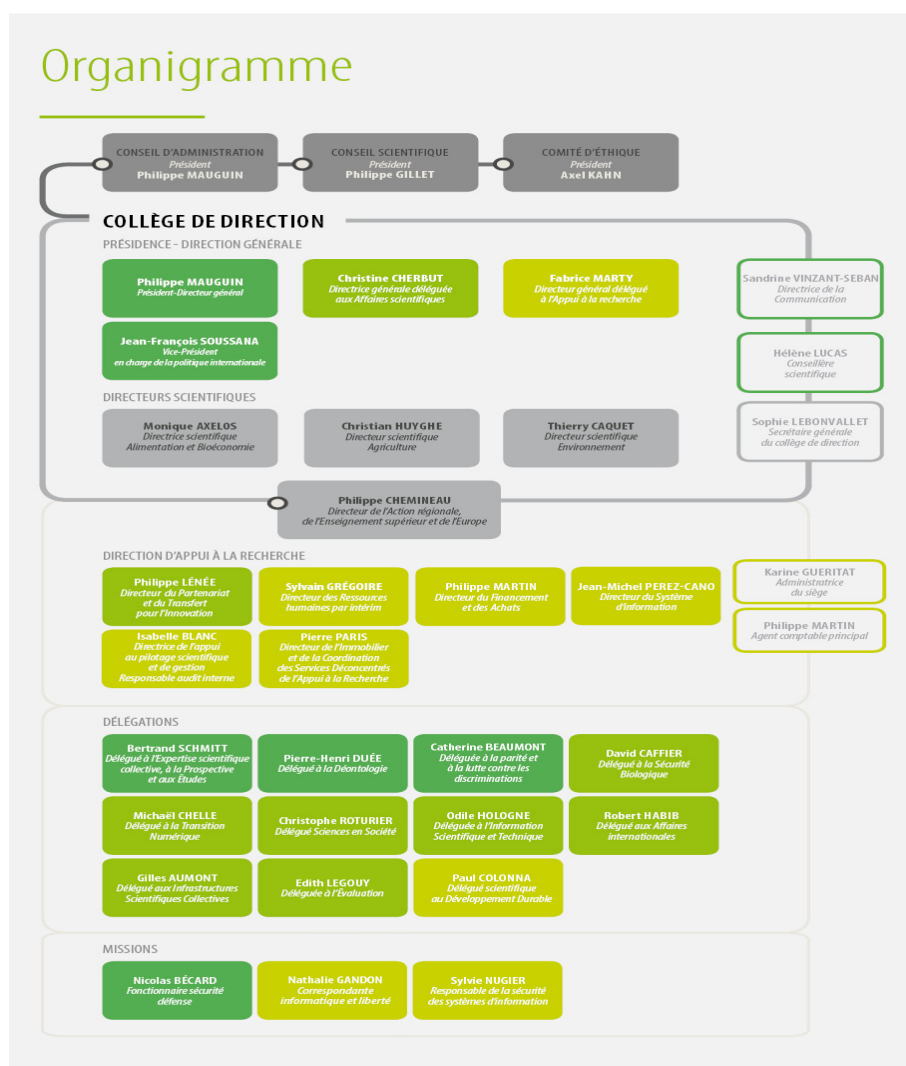 Organigramme
CONSEIL D'ADMINISTRATION
Président
Philippe MAUGUIN
CONSEIL SCIENTIFIQUE
Président
Philippe GILLET
COMITÉ D'ÉTHIQUE
Président
Axel KAHN
COLLÈGE DE DIRECTION
PRÉSIDENCE – DIRECTION GÉNÉRALE
Philippe MAUGUIN
Président-Directeur général
Christine CHERBUT
Directrice générale déléguée
aux Affaires scientifiques
Fabrice MARTY
Directeur général délégué
à l'Appui à la recherche
Sandrine VINZANT-SEBAN
Directrice de la
Communication
Jean-François SOUSSANA
Vice-Président
en charge de la politique internationale
Hélène LUCAS
Conseillère
scientifique
DIRECTEURS SCIENTIFIQUES
Monique AXELOS
Directrice scientifique
Alimentation et Bioéconomie
Christian HUYGHE
Directeur scientifique
Agriculture
Thierry CAQUET
Directeur scientifique
Environnement
Sophie LEBONVALLET
Secrétaire générale
du collège de direction
Philippe CHEMINEAU
Directeur de l'Action régionale,
de l'Enseignement supérieur et de l'Europe
DIRECTION D'APPUI À LA RECHERCHE
Philippe LÉNÉE
Directeur du Partenariat
et du Transfert
pour l'Innovation
Sylvain GRÉGOIRE
Directeur des Ressources
humaines par intérim
Philippe MARTIN
Directeur du Financement
et des Achats
Jean-Michel PEREZ-CANO
Directeur du Système
d'Information
Karine GUERITAT
Administratrice
du siège
Isabelle BLANC
Directrice de l'appui
au pilotage scientifique
et de gestion
Responsable audit interne
Pierre PARIS
Directeur de l'Immobilier
et de la Coordination
des Services Déconcentrés
de l'Appui à la Recherche
Philippe MARTIN
Agent comptable principal
DÉLÉGATIONS
Bertrand SCHMITT
Délégué à l'Expertise scientifique
collective, à la Prospective
et aux Études
Pierre-Henri DUÉE
Délégué à la Déontologie
Catherine BEAUMONT
Déléguée à la parité et
à la lutte contre les
discriminations
David CAFFIER
Délégué à la Sécurité
Biologique
Michaël CHELLE
Délégué à la Transition
Numérique
Christophe ROTURIER
Délégué Sciences en Société
Odile HOLOGNE
Déléguée à l'Information
Scientifique et Technique
Robert HABIB
Délégué aux Affaires
internationales
Gilles AUMONT
Délégué aux Infrastructures
Scientifiques Collectives
Edith LEGOUY
Déléguée à l'Évaluation
Paul COLONNA
Délégué scientifique
au Développement Durable
MISSIONS
Nicolas BÉCARD
Fonctionnaire sécurité
défense
Nathalie GANDON
Correspondante
informatique et liberté
Sylvie NUGIER
Responsable de la sécurité
des systèmes d'information